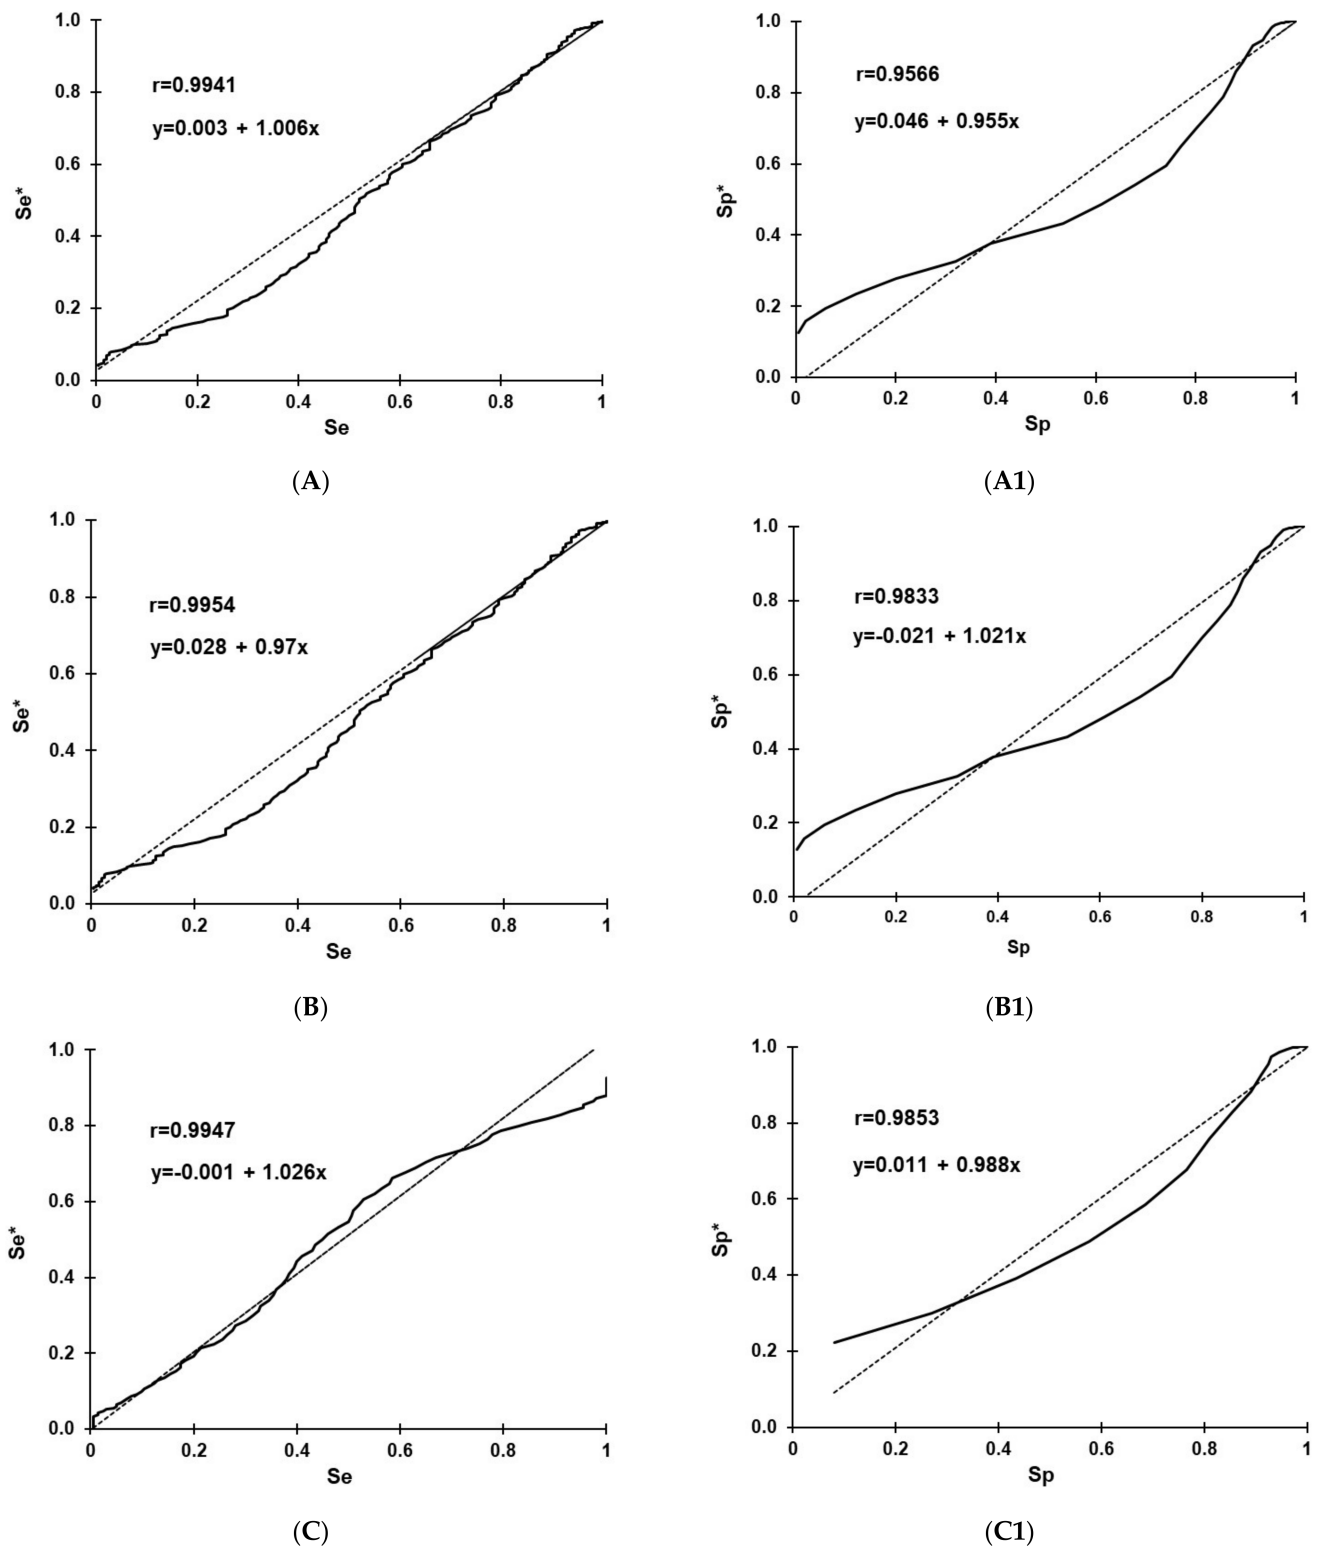 1.0
0.8
0.6
0.4
0.2
0.0
Se*
r=0.9941
y=0.003 + 1.006x
0 0.2 0.4 0.6 0.8 1
Se
(A)
1.0
0.8
0.6
0.4
0.2
0.0
Sp*
r=0.9566
y=0.046 + 0.955x
0 0.2 0.4 0.6 0.8 1
Sp
(A1)
1.0
0.8
0.6
0.4
0.2
0.0
Se*
r=0.9954
y=0.028 + 0.97x
0 0.2 0.4 0.6 0.8 1
Se
(B)
1.0
0.8
0.6
0.4
0.2
0.0
Sp*
r=0.9833
y=-0.021 + 1.021x
0 0.2 0.4 0.6 0.8 1
Sp
(B1)
1.0
0.8
0.6
0.4
0.2
0.0
Se*
r=0.9947
y=-0.001 + 1.026x
0 0.2 0.4 0.6 0.8 1
Se
(C)
1.0
0.8
0.6
0.4
0.2
0.0
Sp*
r=0.9853
y=0.011 + 0.988x
0 0.2 0.4 0.6 0.8 1
Sp
(C1)